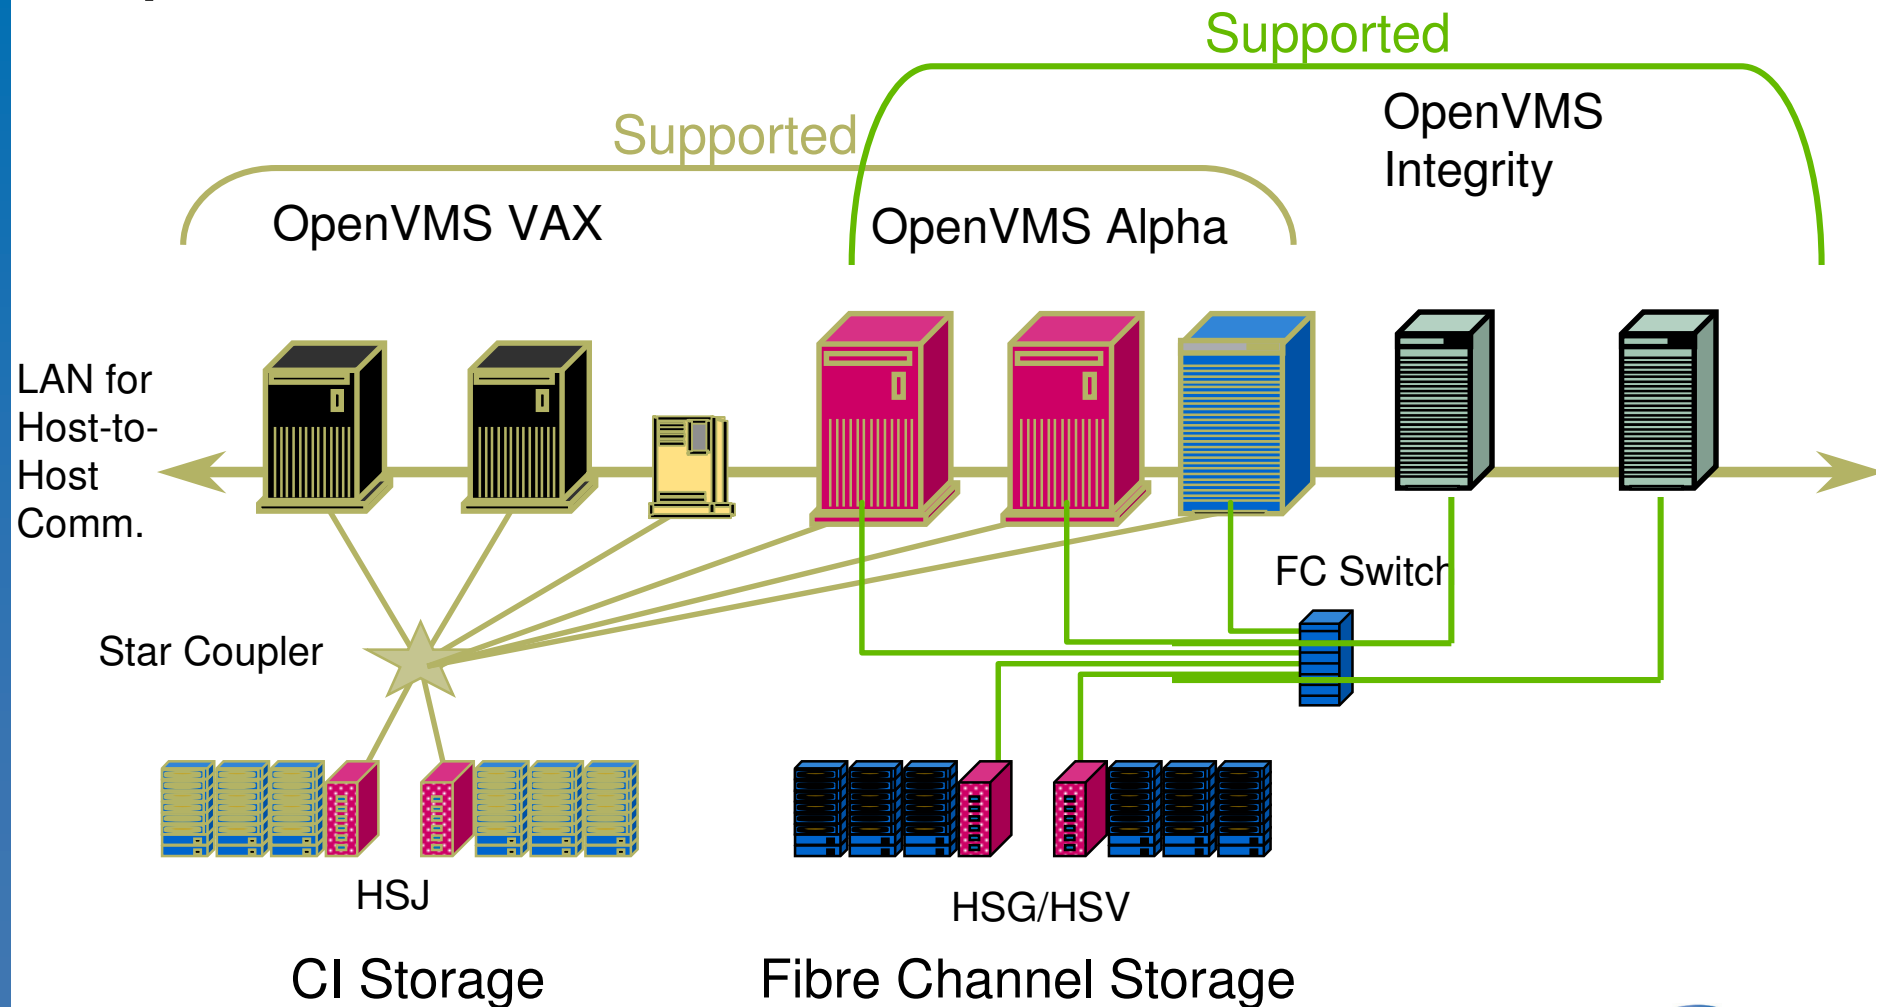 Supported
OpenVMS
Integrity
Supported
OpenVMS VAX
OpenVMS Alpha
LAN for
Host-to-
Host
Comm.
FC Switch
Star Coupler
HSJ
HSG/HSV
CI Storage
Fibre Channel Storage